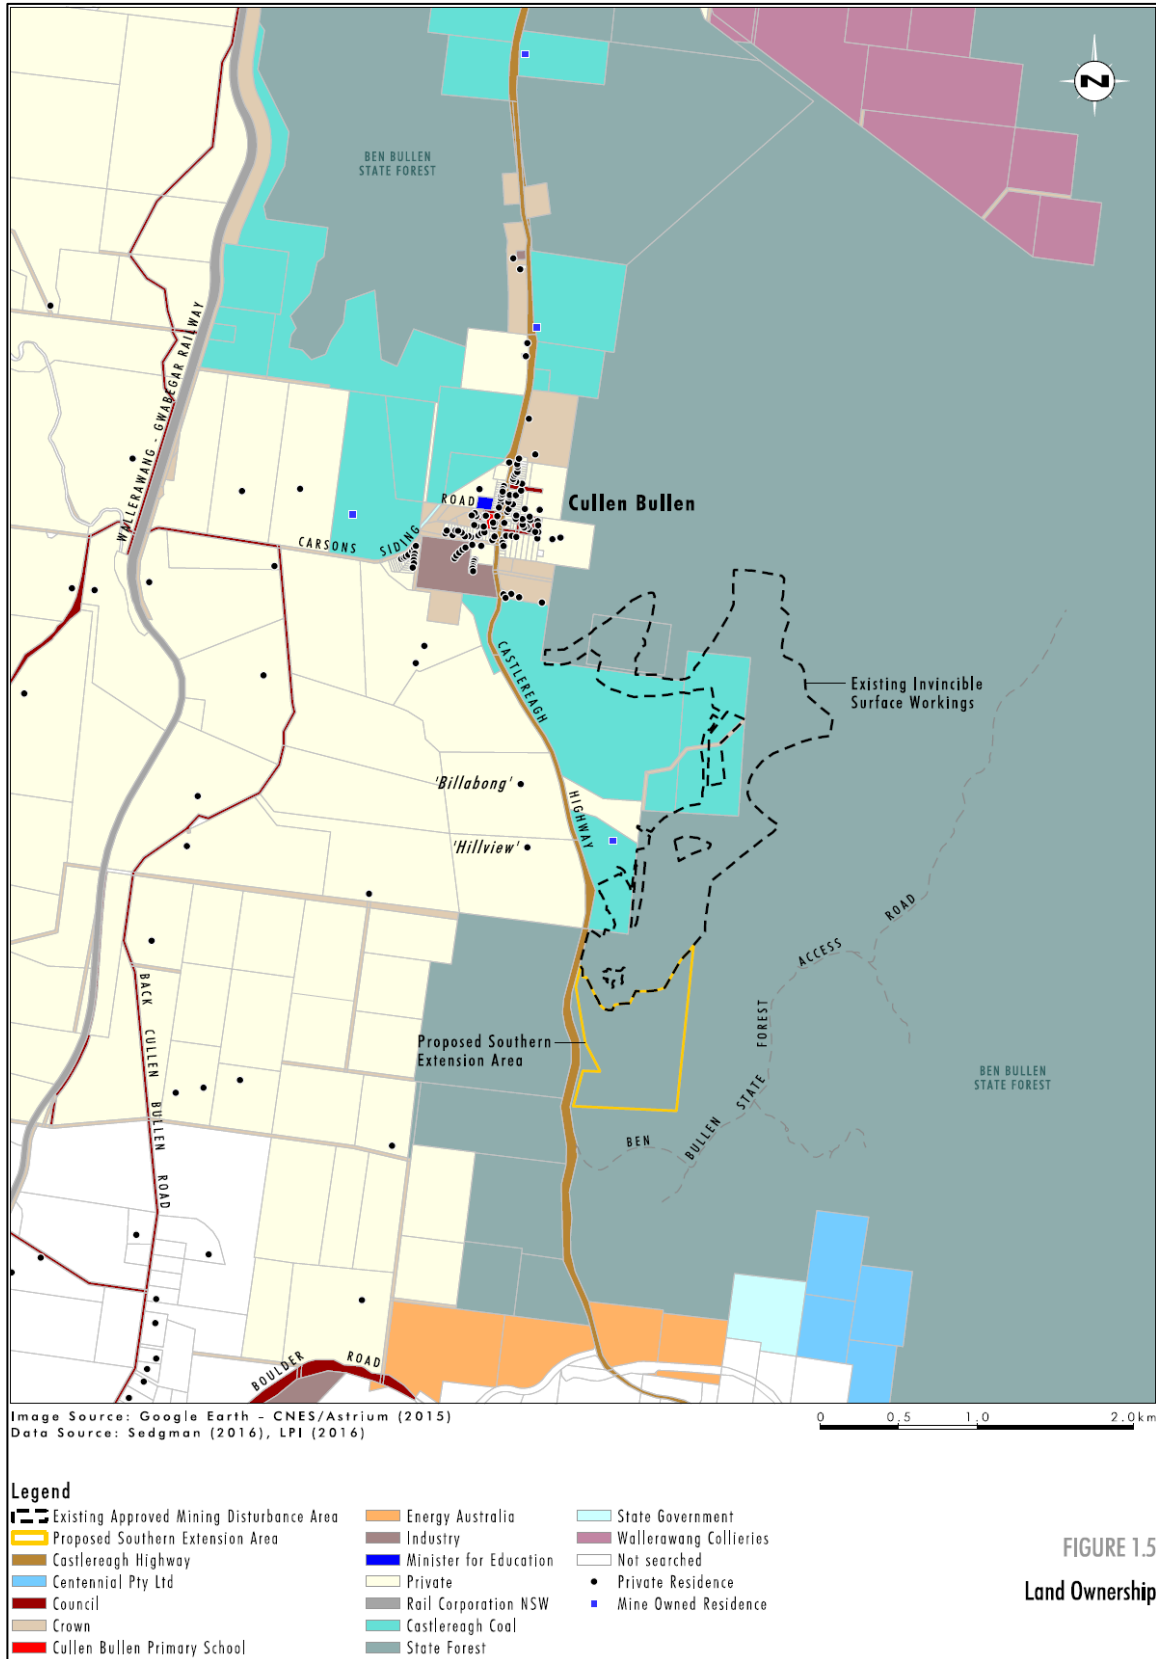 N
BEN BULLEN
STATE FOREST
WALLERAWANG - GWABEGAR RAILWAY
ROAD
Cullen Bullen
CARSONS SIDING
CASTLEREAGH
Existing Invincible
Surface Workings
'Billabong'
HIGHWAY
'Hillview'
ROAD
ACCESS
BACK CULLEN BULLEN ROAD
FOREST
Proposed Southern
Extension Area
BEN BULLEN
STATE FOREST
STATE
BULLEN
BEN
BOULDER ROAD
Image Source: Google Earth - CNES/Astrium (2015)
Data Source: Sedgman (2016), LPI (2016)
0 0.5 1.0 2.0km
Legend
Existing Approved Mining Disturbance Area
Proposed Southern Extension Area
Castlereagh Highway
Centennial Pty Ltd
Council
Crown
Cullen Bullen Primary School
Energy Australia
Industry
Minister for Education
Private
Rail Corporation NSW
Castlereagh Coal
State Forest
State Government
Wallerawang Collieries
Not searched
Private Residence
Mine Owned Residence
FIGURE 1.5
Land Ownership